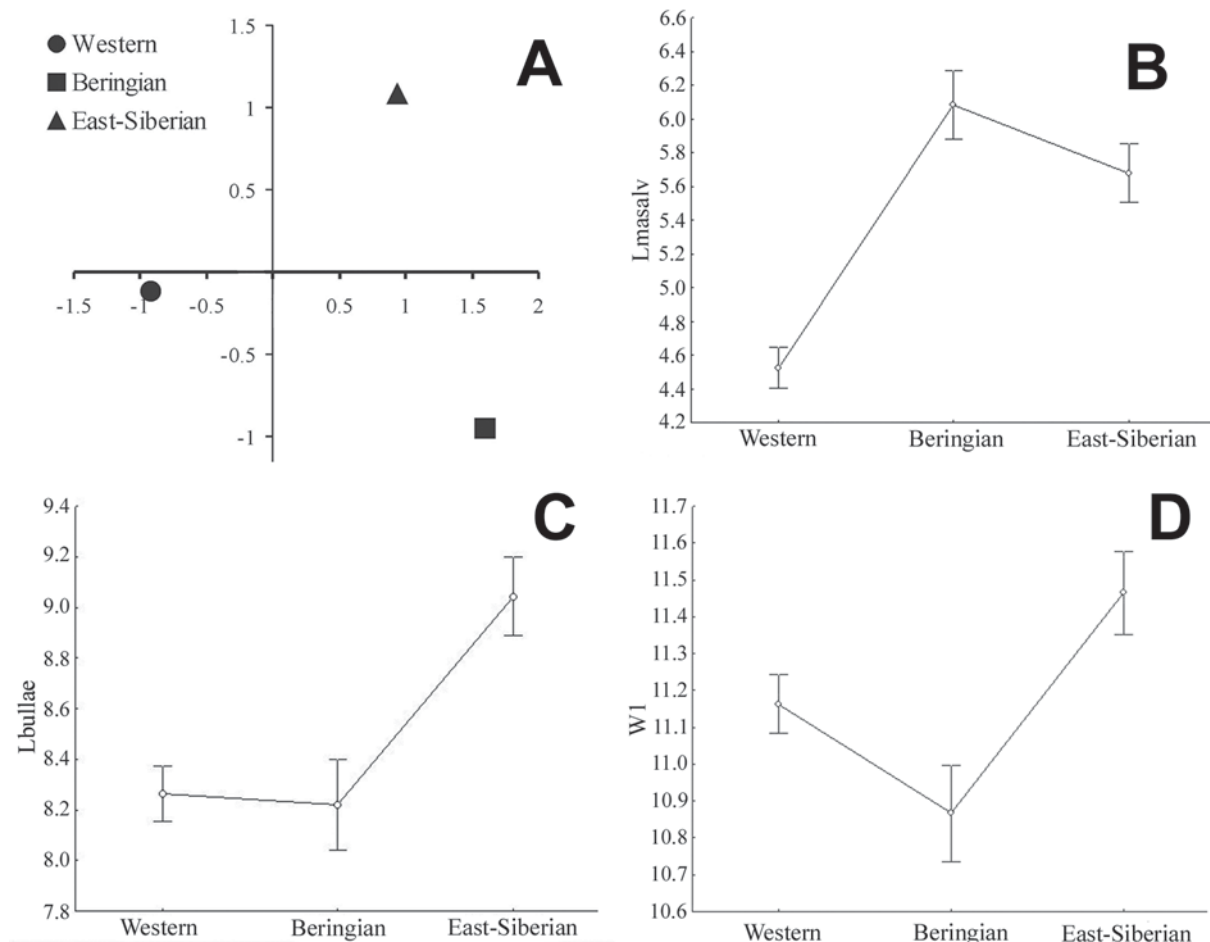 ● Western
■ Beringian
▲ East-Siberian
A
1.5
1
0.5
-1.5 -1 -0.5 0.5 1 1.5 2
-0.5
-1
B
Lmasalv
6.6
6.4
6.2
6.0
5.8
5.6
5.4
5.2
5.0
4.8
4.6
4.4
4.2
Western Beringian East-Siberian
C
Lbullae
9.4
9.2
9.0
8.8
8.6
8.4
8.2
8.0
7.8
Western Beringian East-Siberian
D
W1
11.7
11.6
11.5
11.4
11.3
11.2
11.1
11.0
10.9
10.8
10.7
10.6
Western Beringian East-Siberian